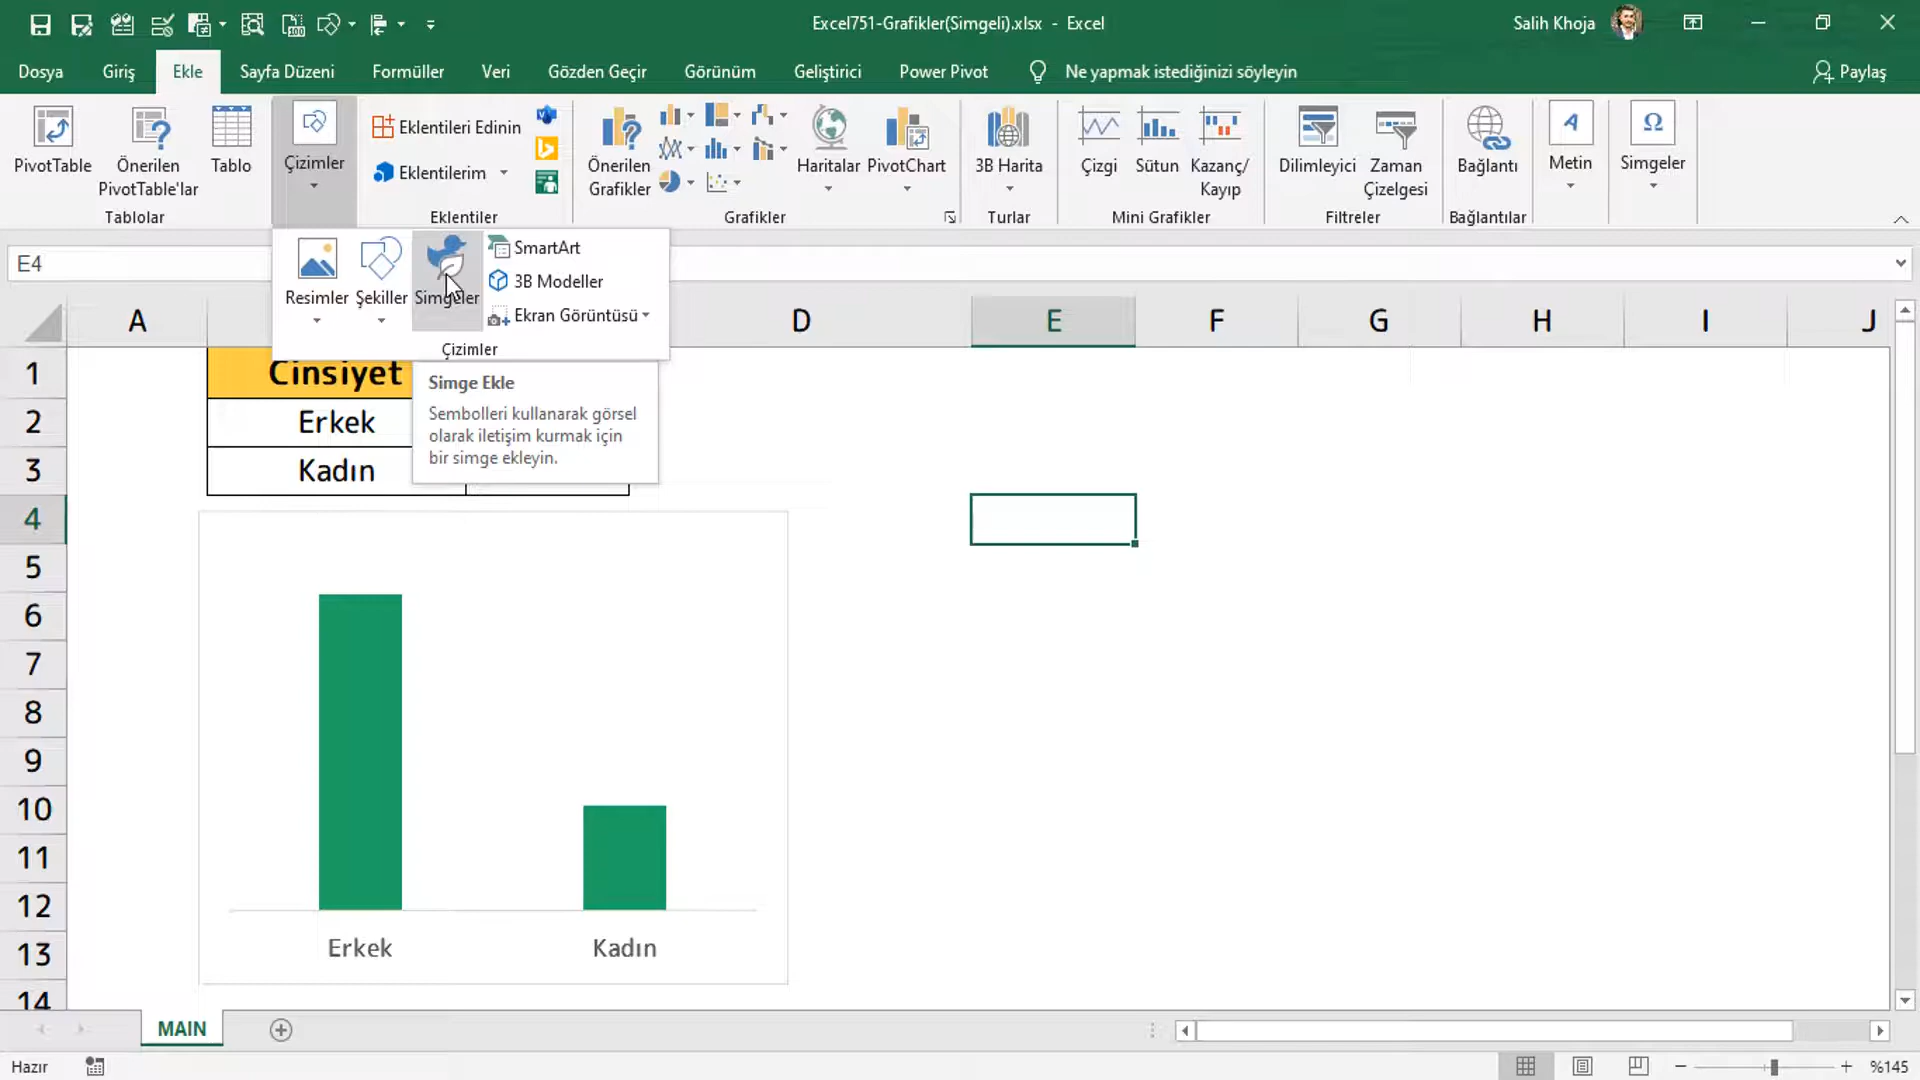 Excel751-Grafikler(Simgeli).xlsx - Excel
Salih Khoja
Dosya
Giriş
Ekle
Sayfa Düzeni
Formüller
Veri
Gözden Geçir
Görünüm
Geliştirici
Power Pivot
Ne yapmak istediğinizi söyleyin
Paylaş
PivotTable
Önerilen
PivotTable'lar
Tablo
Tablolar
Çizimler
Eklentileri Edinin
Eklentilerim
Eklentiler
Önerilen
Grafikler
Haritalar
PivotChart
Grafikler
3B Harita
Turlar
Çizgi
Sütun
Kazanç/
Kayıp
Mini Grafikler
Dilimleyici
Zaman
Çizelgesi
Filtreler
Bağlantı
Bağlantılar
Metin
Simgeler
E4
Resimler
Şekiller
Simgeler
SmartArt
3B Modeller
Ekran Görüntüsü
Çizimler
Simge Ekle
Sembolleri kullanarak görsel
olarak iletişim kurmak için
bir simge ekleyin.
A
D
E
F
G
H
I
J
1
Cinsiyet
2
Erkek
3
Kadın
4
5
6
7
8
9
10
11
12
13
14
Erkek
Kadın
MAIN
Hazır
%145